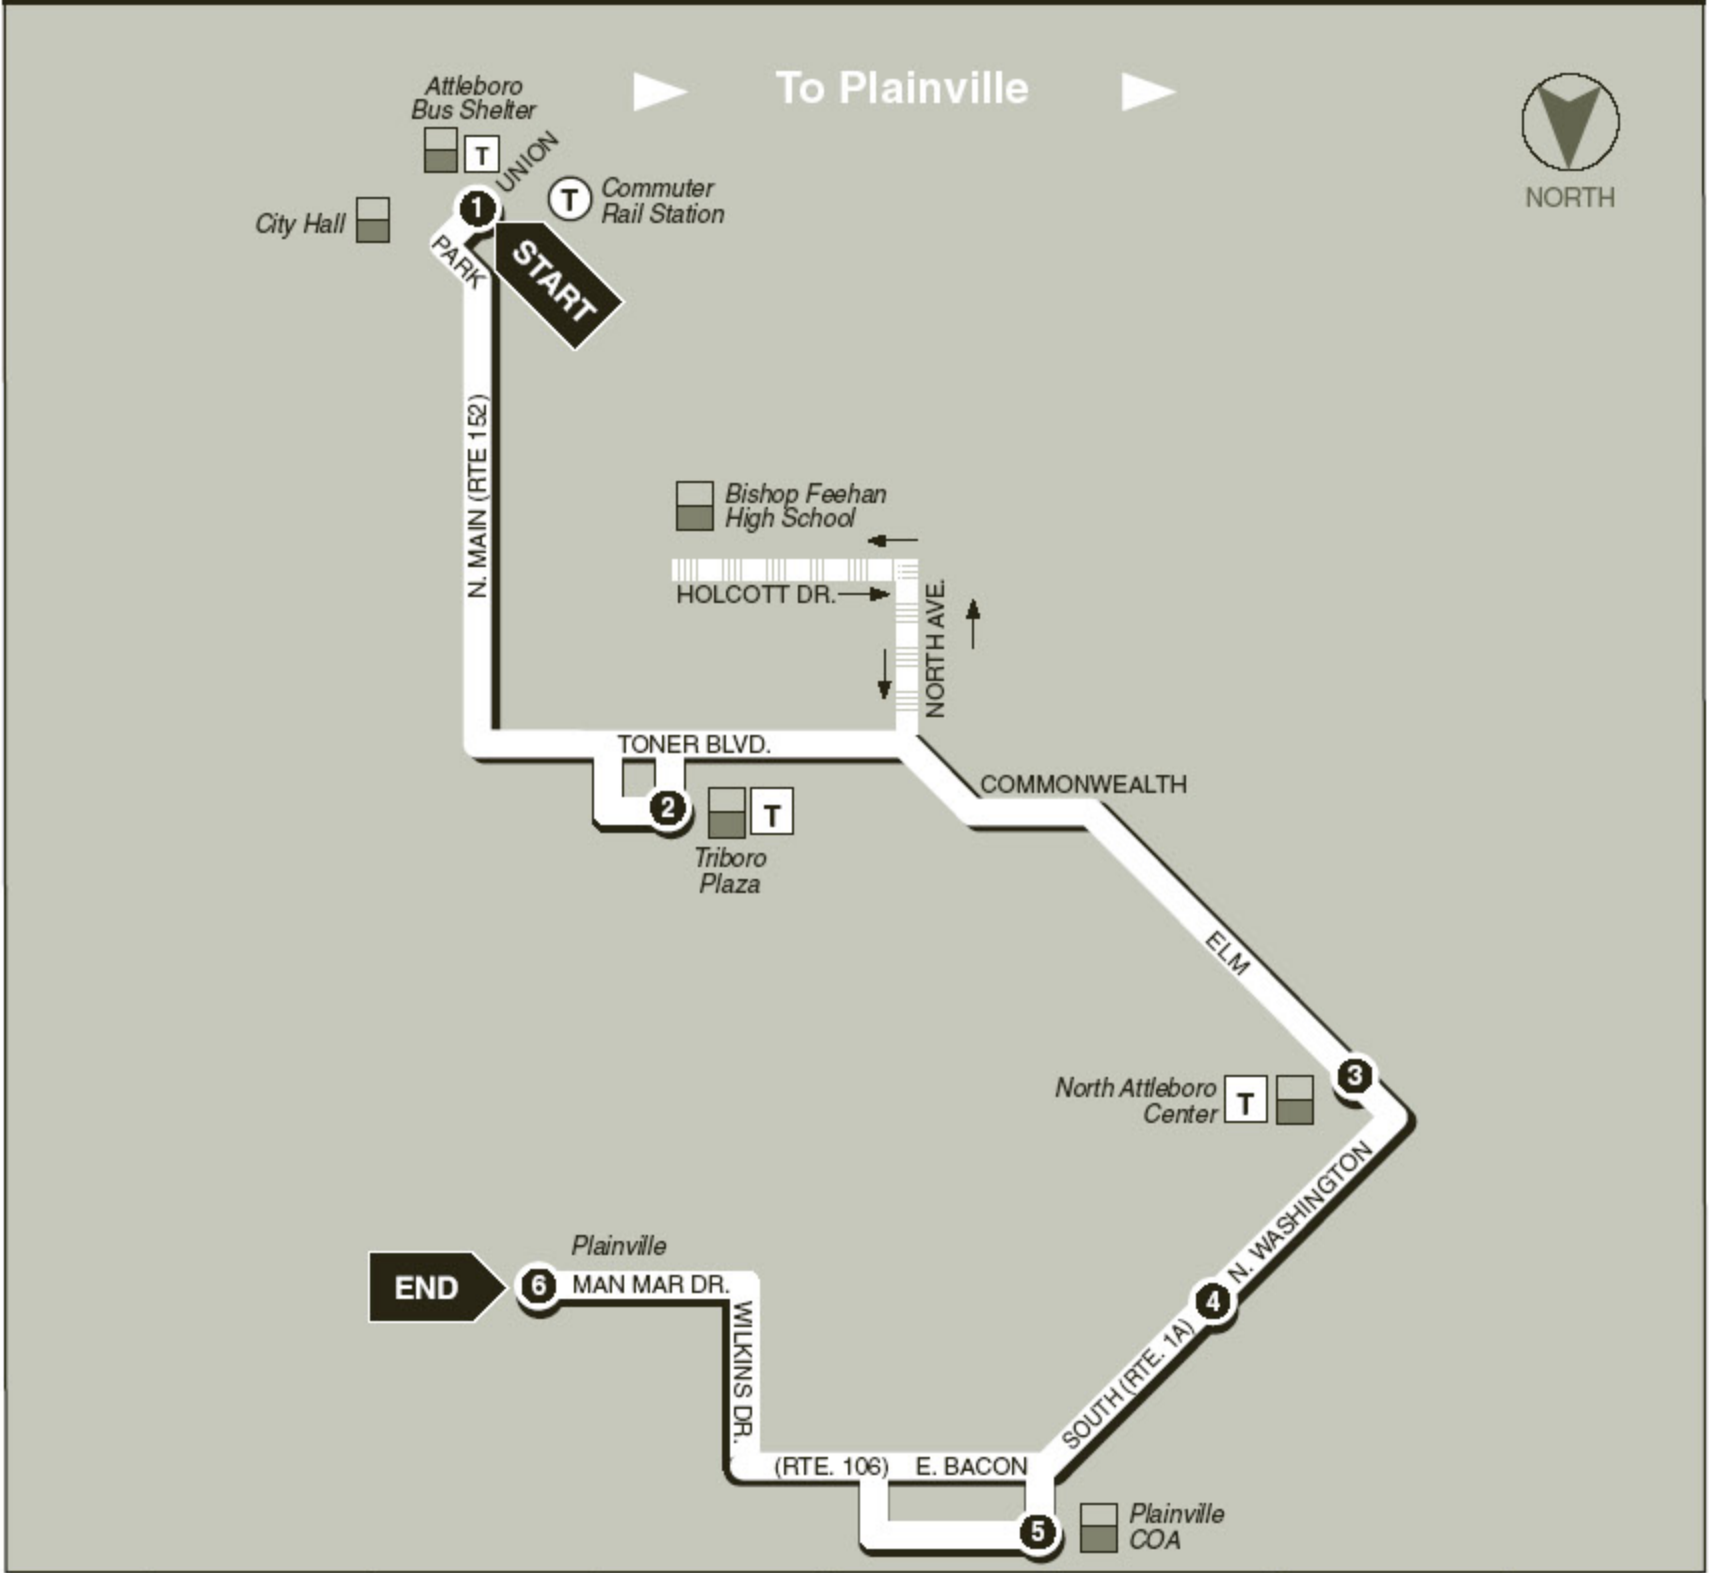 To Plainville
NORTH
Attleboro
Bus Shelter
T
UNION
T
Commuter
Rail Station
City Hall
1
PARK
START
N. MAIN (RTE 152)
Bishop Feehan
High School
HOLCOTT DR.
NORTH AVE.
TONER BLVD.
COMMONWEALTH
2
T
Triboro
Plaza
ELM
3
North Attleboro
Center
T
N. WASHINGTON
4
SOUTH (RTE. 1A)
Plainville
END
6
MAN MAR DR.
WILKINS DR.
(RTE. 106)
E. BACON
5
Plainville
COA